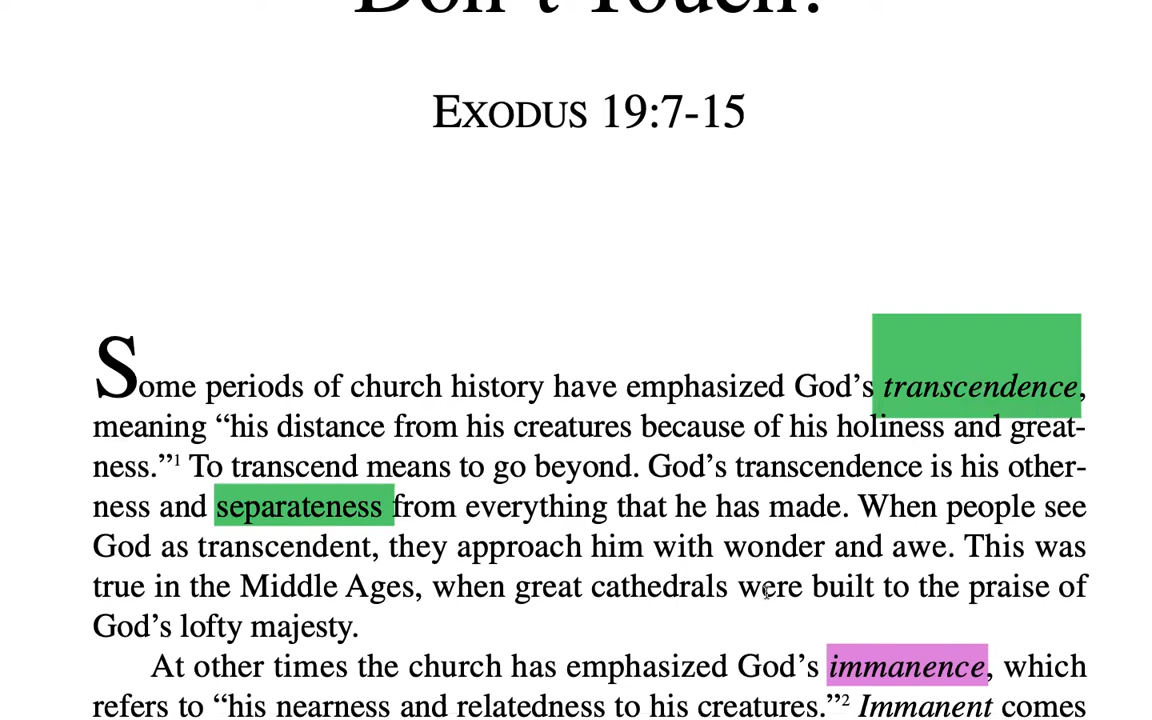 Don't Touch!
EXODUS 19:7-15
Some periods of church history have emphasized God’s transcendence,
meaning “his distance from his creatures because of his holiness and great-
ness.”1 To transcend means to go beyond. God’s transcendence is his other-
ness and separateness from everything that he has made. When people see
God as transcendent, they approach him with wonder and awe. This was
true in the Middle Ages, when great cathedrals were built to the praise of
God’s lofty majesty.
At other times the church has emphasized God’s immanence, which
refers to “his nearness and relatedness to his creatures.”2 Immanent comes